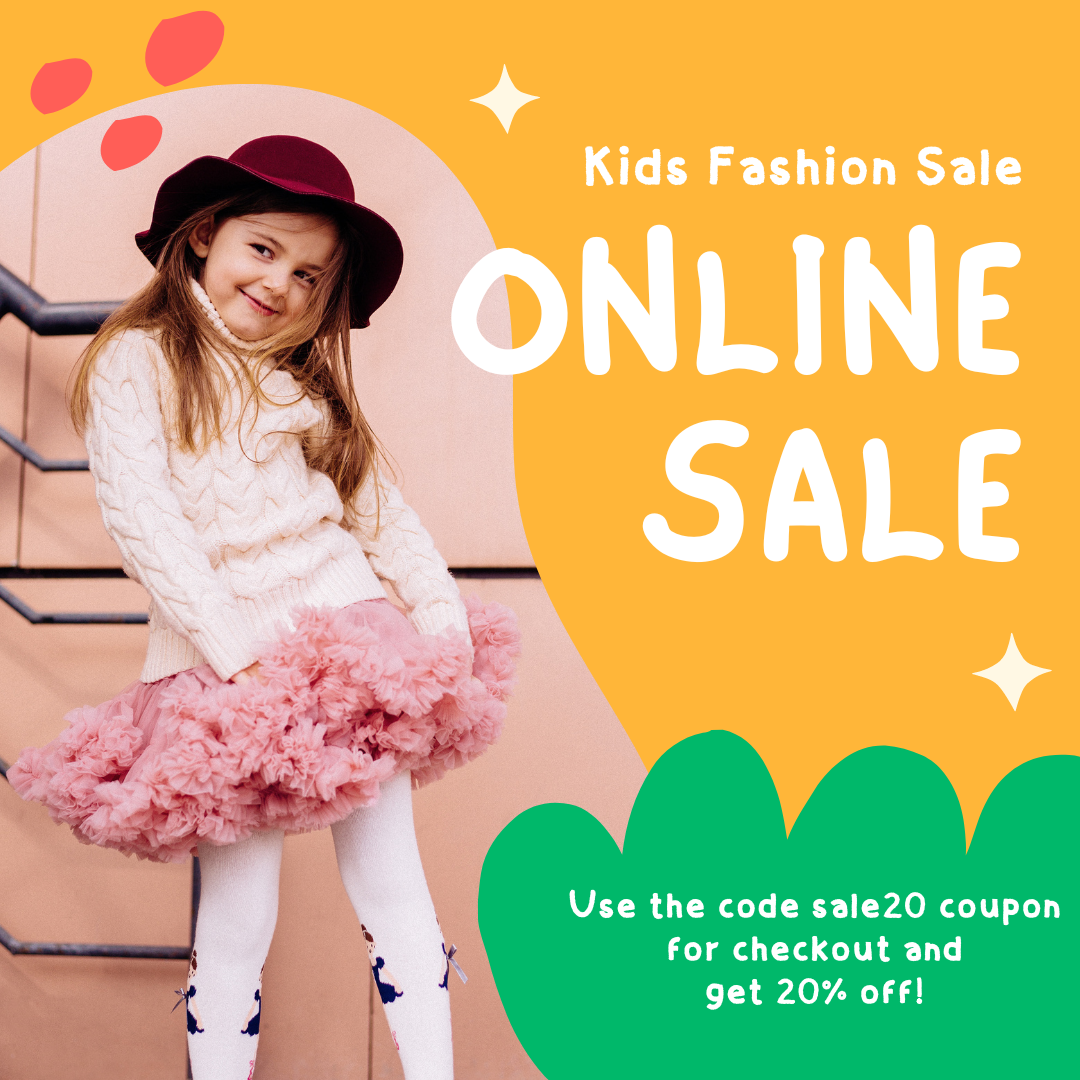 Kids Fashion Sale
ONLINE
SALE
Use the code sale20 coupon
for checkout and
get 20% off!